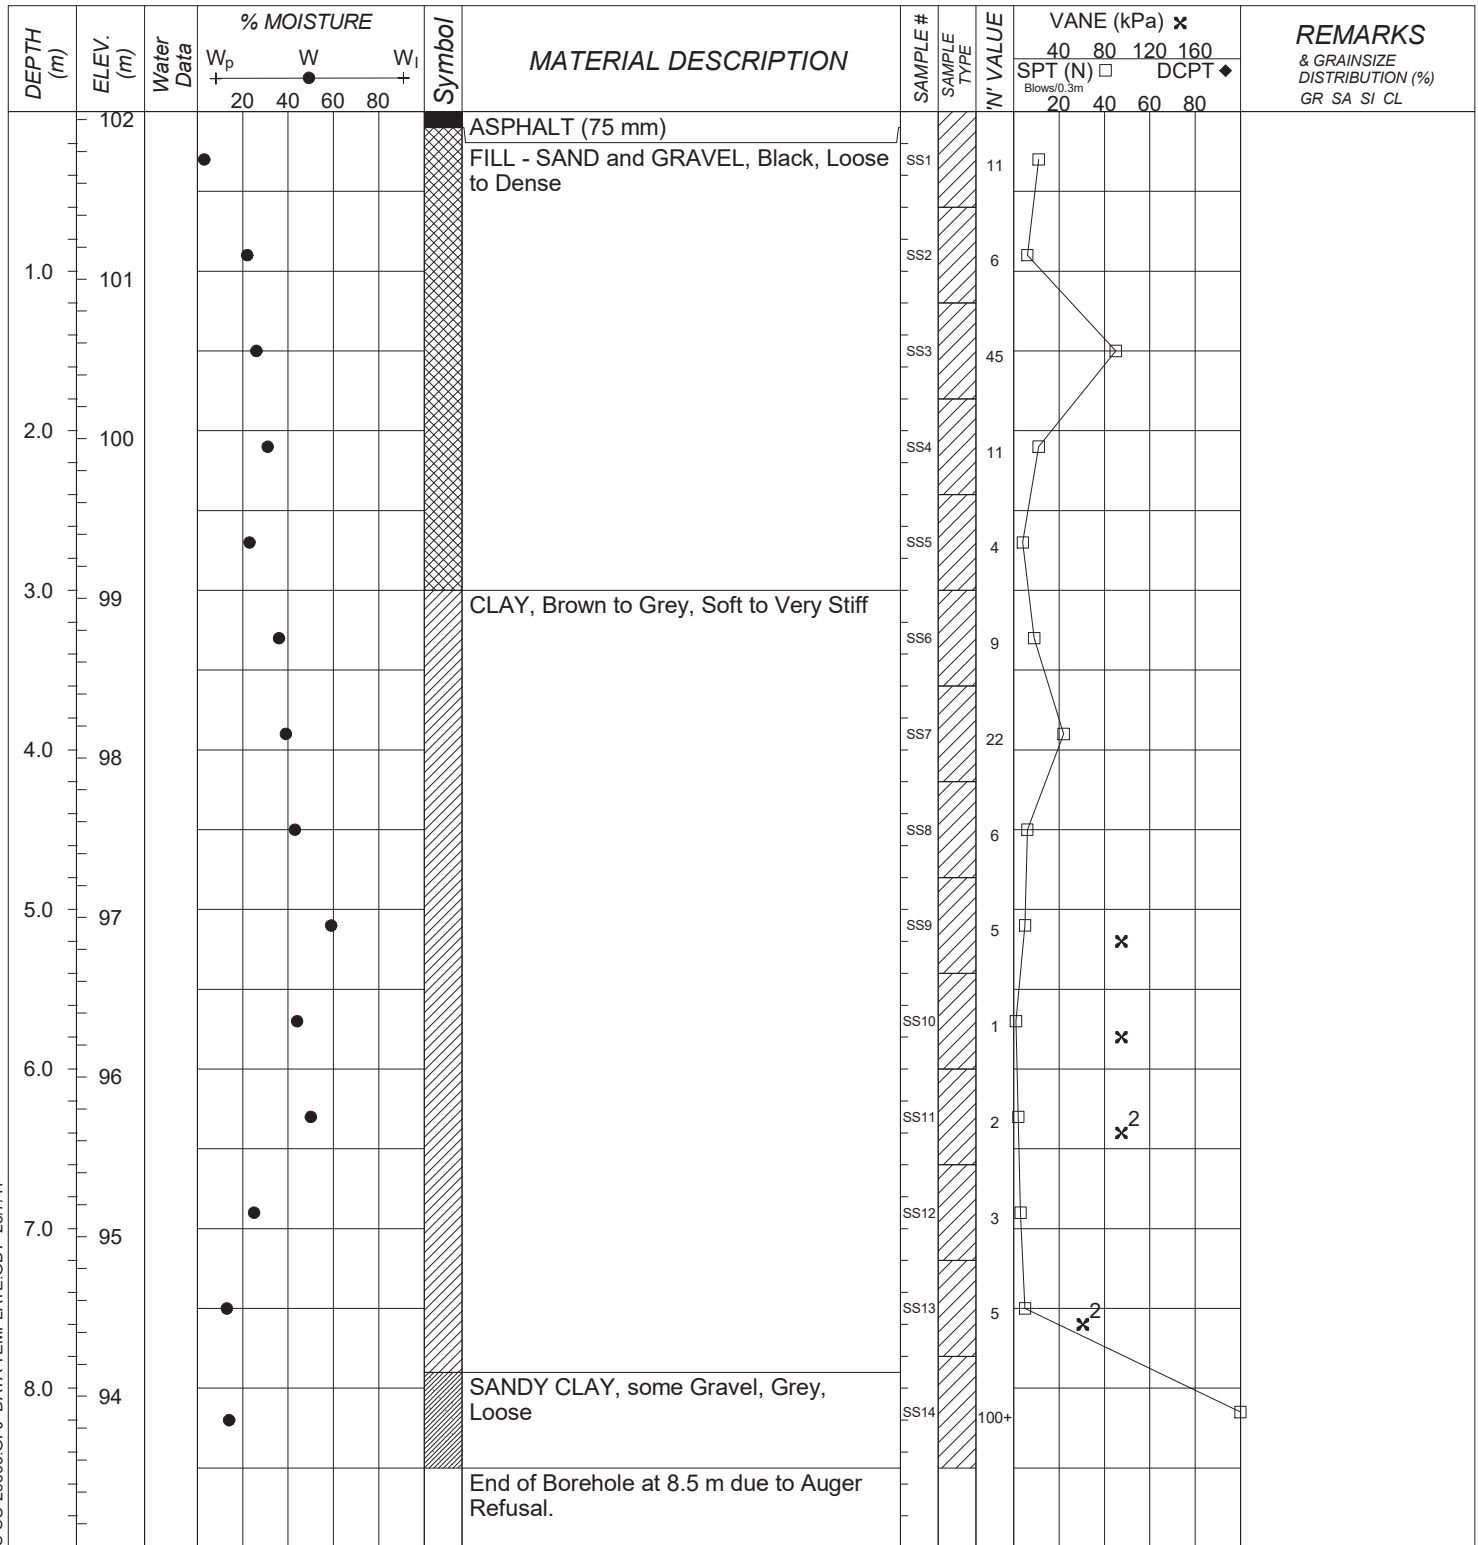 DEPTH (m)
ELEV. (m)
Water Data
% MOISTURE
Wp W Wl
20 40 60 80
Symbol
MATERIAL DESCRIPTION
SAMPLE #
SAMPLE TYPE
'N' VALUE
VANE (kPa)
40 80 120 160
SPT (N) DCPT
Blows/0.3m
20 40 60 80
REMARKS
& GRAINSIZE
DISTRIBUTION (%)
GR SA SI CL
102
ASPHALT (75 mm)
FILL - SAND and GRAVEL, Black, Loose
to Dense
SS1 11
SS2 6
1.0 101
SS3 45
2.0 100
SS4 11
SS5 4
3.0 99
CLAY, Brown to Grey, Soft to Very Stiff
SS6 9
SS7 22
4.0 98
SS8 6
5.0 97
SS9 5
SS10 1
6.0 96
SS11 2 2
SS12 3
7.0 95
SS13 5 2
8.0 94
SANDY CLAY, some Gravel, Grey,
Loose
SS14 100+
End of Borehole at 8.5 m due to Auger
Refusal.